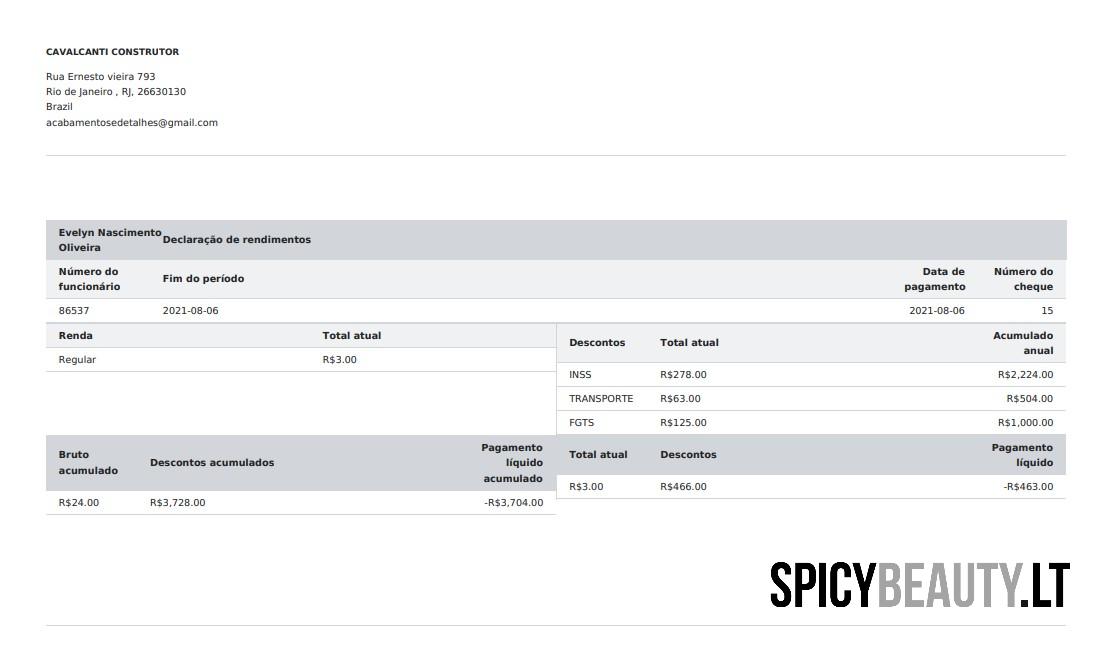 CAVALCANTI CONSTRUTOR
Rua Ernesto vieira 793
Rio de Janeiro , RJ, 26630130
Brazil
acabamentosedetalhes@gmail.com
Evelyn Nascimento Oliveira Declaração de rendimentos
Número do funcionário Fim do período Data de pagamento Número do cheque
86537 2021-08-06 2021-08-06 15
Renda Total atual
Regular R$3.00
Descontos Total atual Acumulado anual
INSS R$278.00 R$2,224.00
TRANSPORTE R$63.00 R$504.00
FGTS R$125.00 R$1,000.00
Bruto acumulado Descontos acumulados Pagamento líquido acumulado
R$24.00 R$3,728.00 -R$3,704.00
Total atual Descontos Pagamento líquido
R$3.00 R$466.00 -R$463.00
SPICYBEAUTY.LT